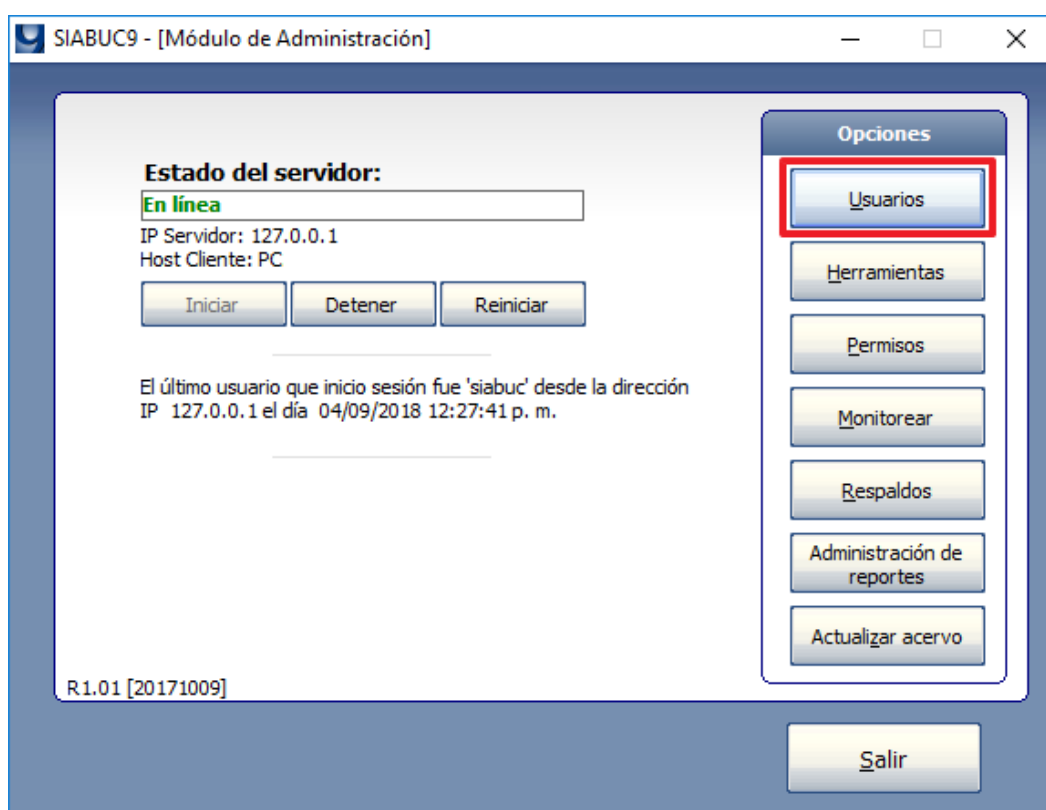 SIABUC9 - [Módulo de Administración]
Opciones
Estado del servidor:
En línea
IP Servidor: 127.0.0.1
Host Cliente: PC
Iniciar
Detener
Reiniciar
El último usuario que inicio sesión fue 'siabuc' desde la dirección
IP 127.0.0.1 el día 04/09/2018 12:27:41 p. m.
Usuarios
Herramientas
Permisos
Monitorear
Respaldos
Administración de
reportes
Actualizar acervo
R1.01 [20171009]
Salir